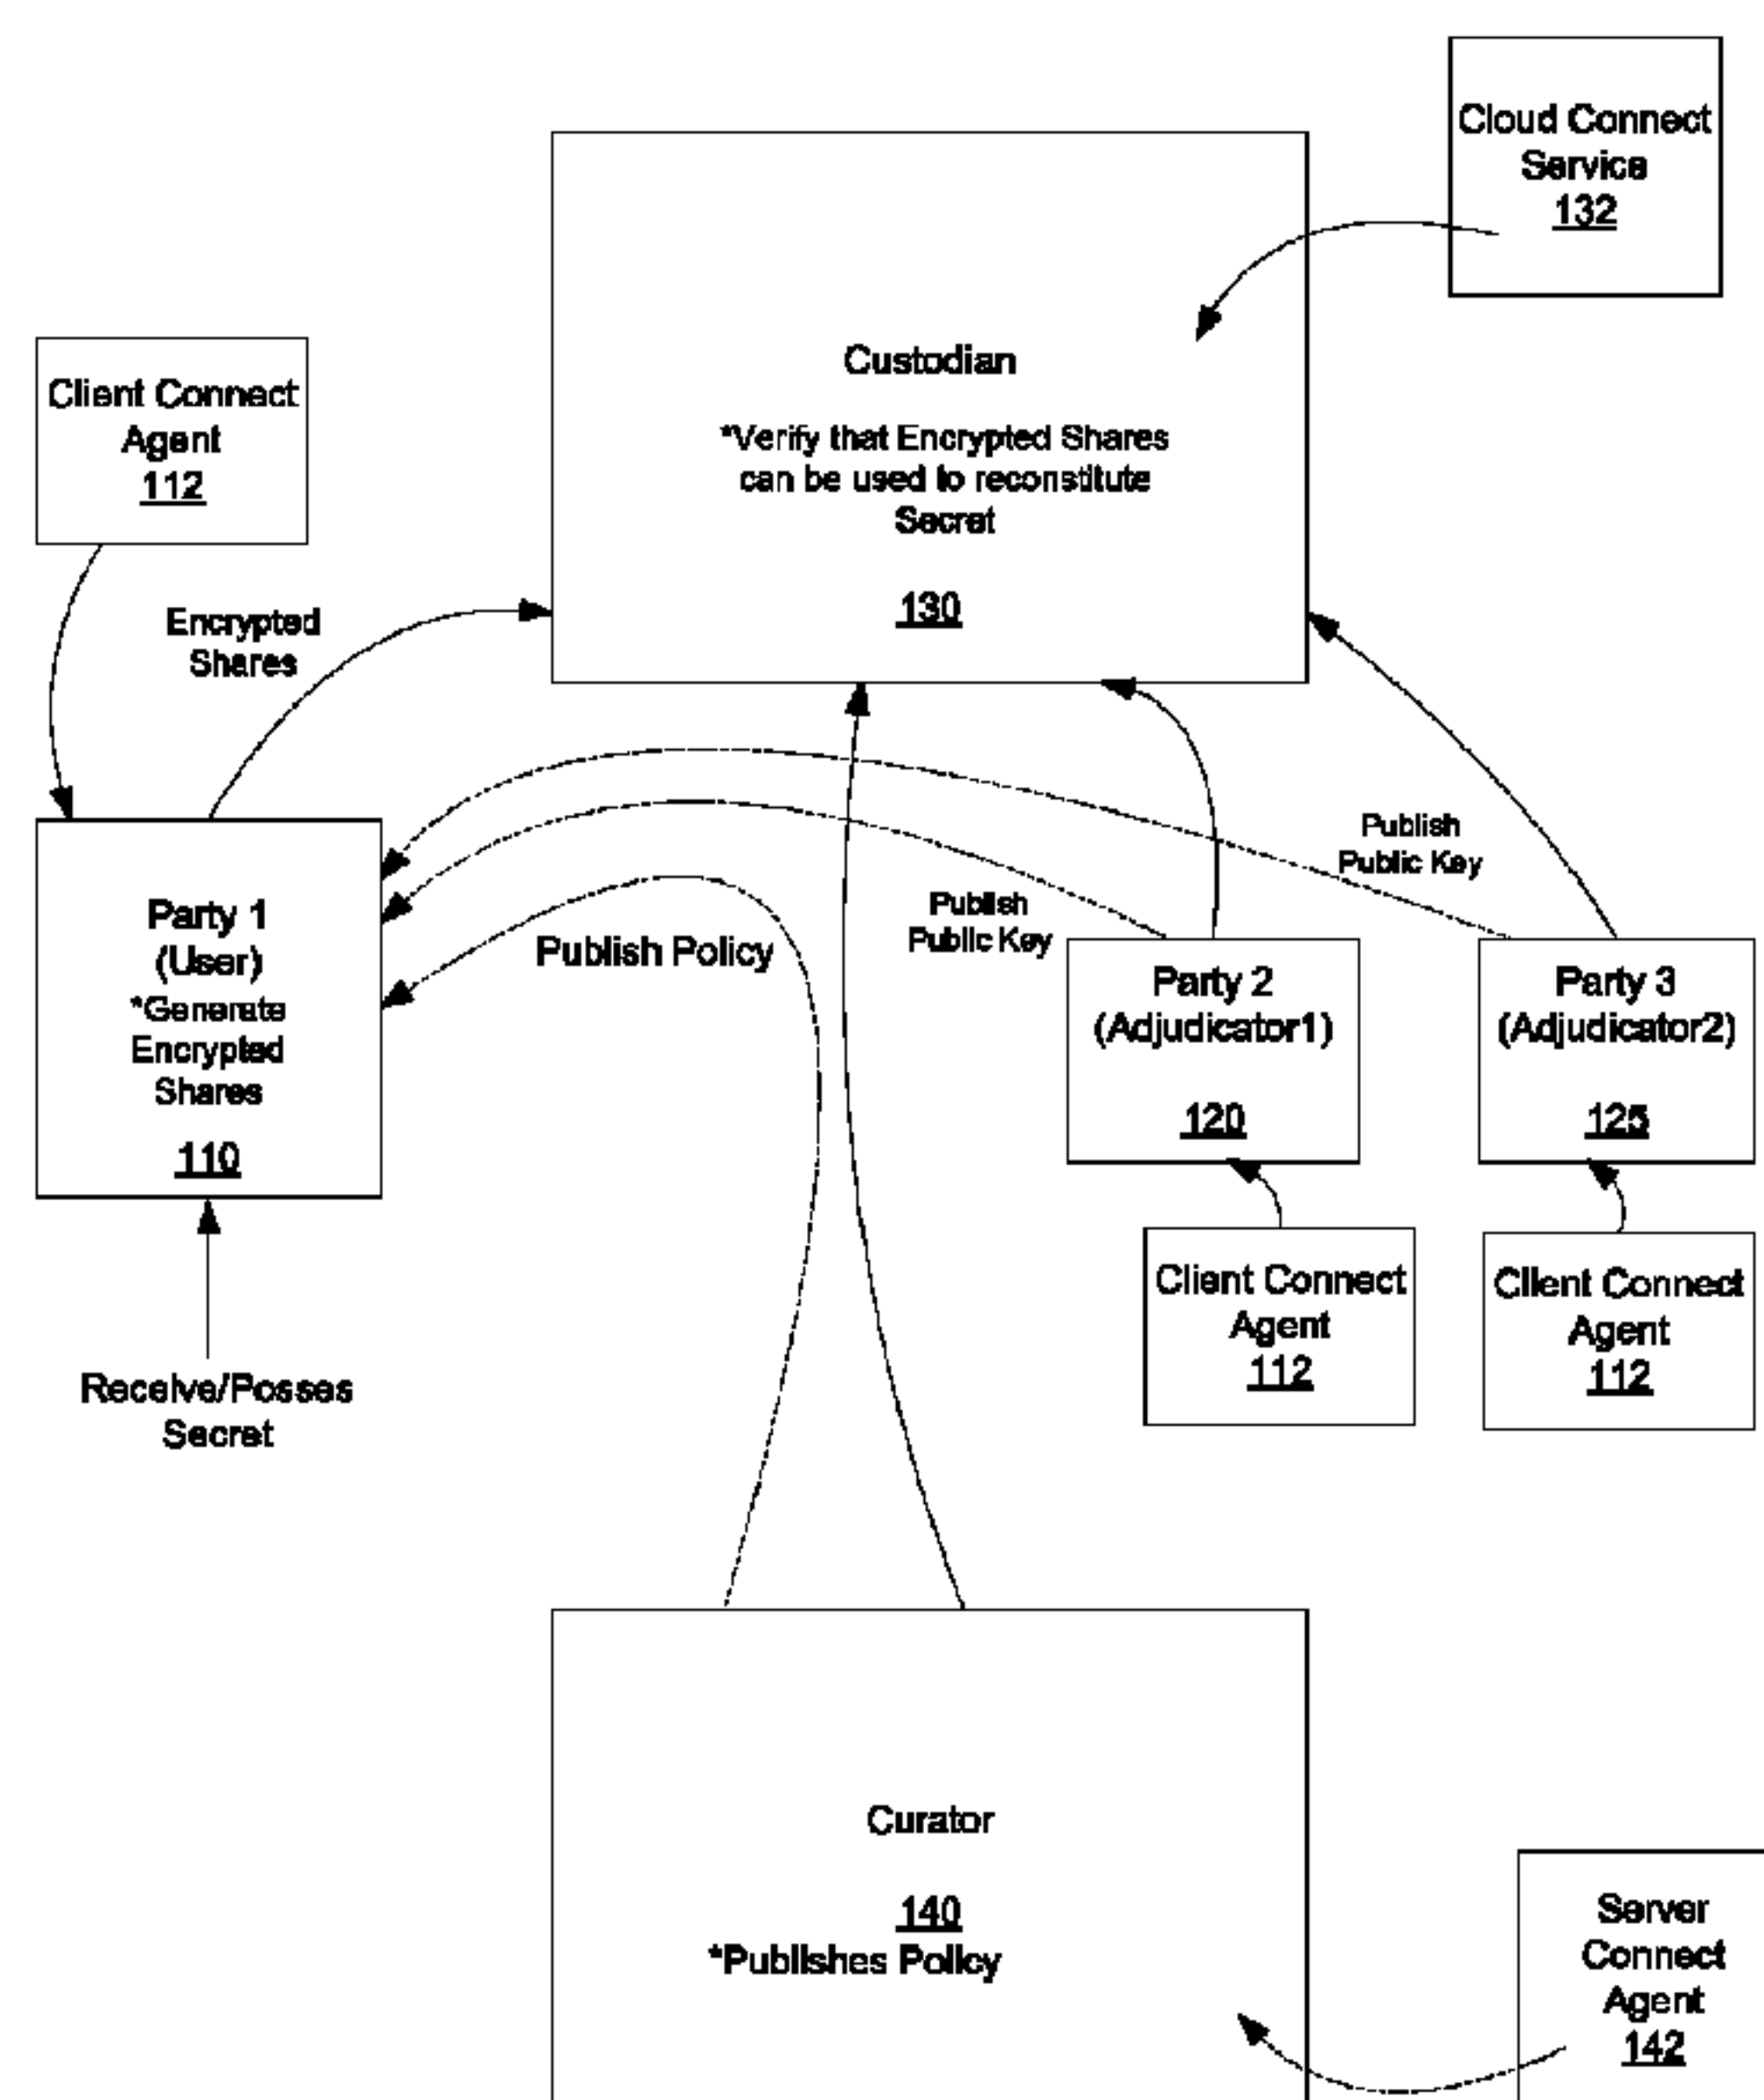 Cloud Connect
Service
132
Custodian
*Verify that Encrypted Shares
can be used to reconstitute
Secret
130
Client Connect
Agent
112
Encrypted
Shares
Publish
Public Key
Publish
Public Key
Publish Policy
Party 1
(User)
*Generate
Encrypted
Shares
110
Party 2
(Adjudicator1)
120
Party 3
(Adjudicator2)
125
Client Connect
Agent
112
Client Connect
Agent
112
Receive/Posses
Secret
Curator
140
*Publishes Policy
Server
Connect
Agent
142